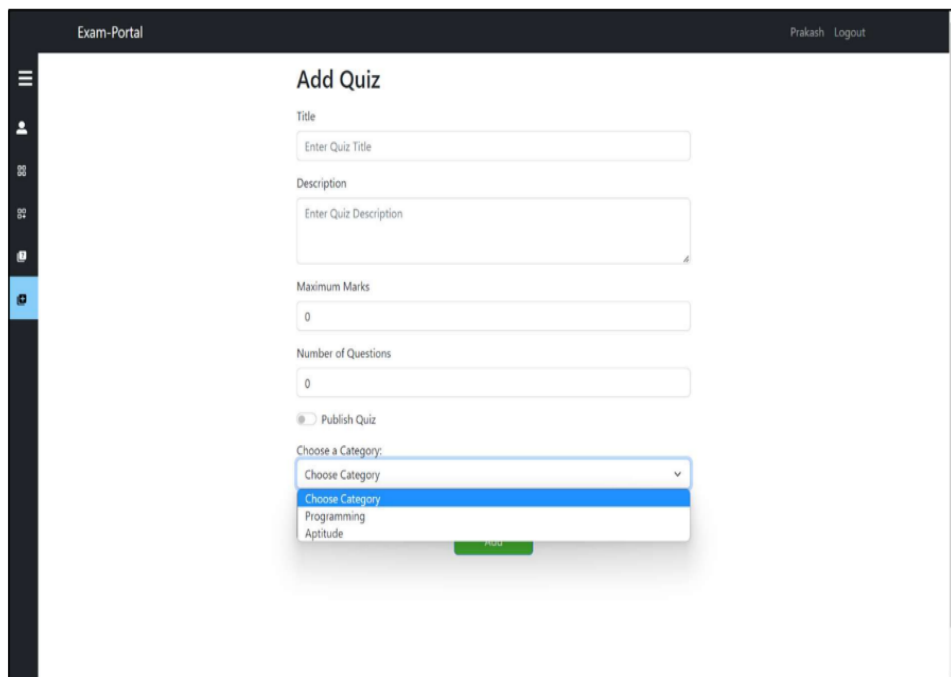 Exam-Portal Prakash Logout
Add Quiz
Title
Enter Quiz Title
Description
Enter Quiz Description
Maximum Marks
0
Number of Questions
0
Publish Quiz
Choose a Category:
Choose Category
Choose Category
Programming
Aptitude
Add